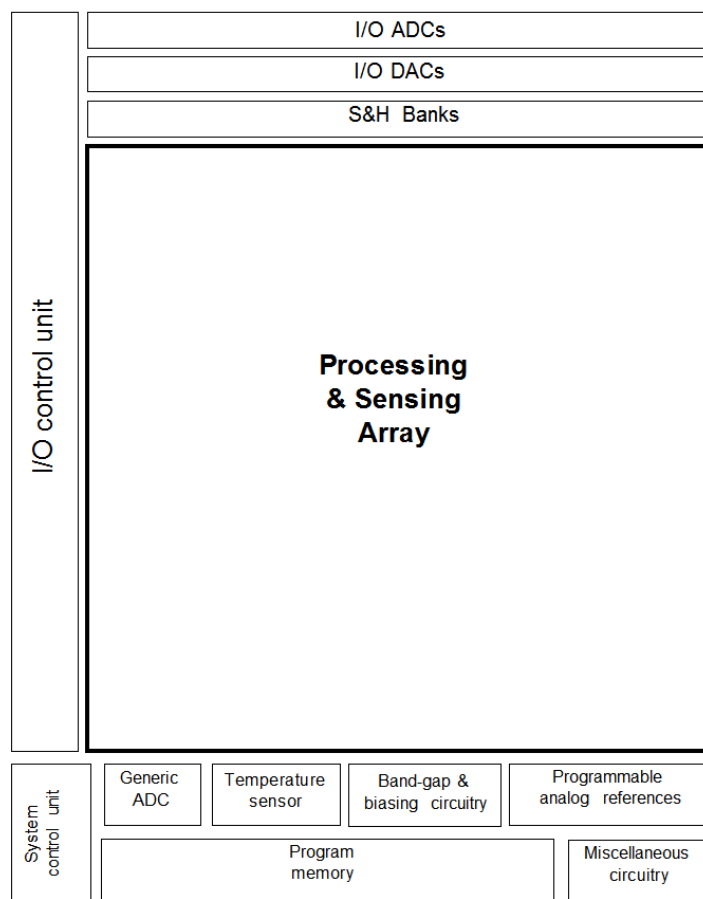 I/O ADCs
I/O DACs
S&H Banks
I/O control unit
Processing
& Sensing
Array
System
control unit
Generic
ADC
Temperature
sensor
Band-gap &
biasing circuitry
Programmable
analog references
Program
memory
Miscellaneous
circuitry